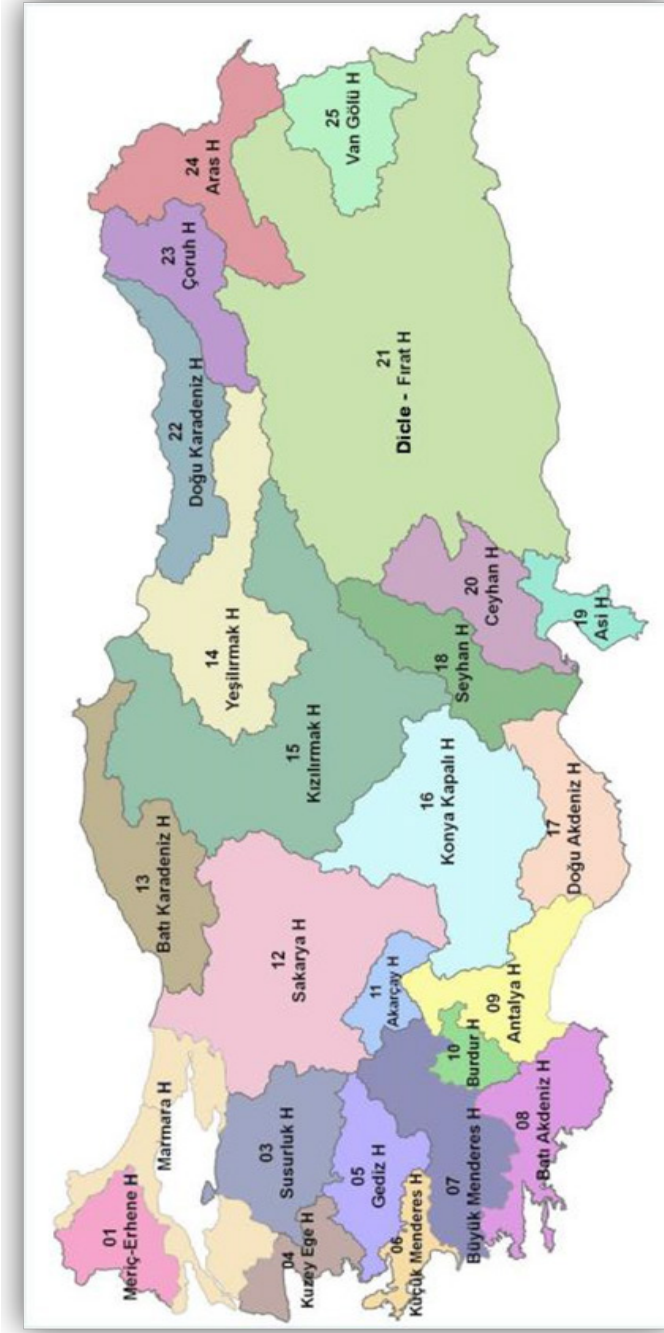 01
Meriç-Erhene H
Marmara H
03
Susurluk H
04
Kuzey Ege H
05
Gediz H
06
Küçük Menderes H
07
Büyük Menderes H
08
Batı Akdeniz H
09
Antalya H
10
Burdur H
11
Akarçay H
12
Sakarya H
13
Batı Karadeniz H
14
Yeşilırmak H
15
Kızılırmak H
16
Konya Kapalı H
17
Doğu Akdeniz H
18
Seyhan H
19
Asi H
20
Ceyhan H
21
Dicle - Fırat H
22
Doğu Karadeniz H
23
Çoruh H
24
Aras H
25
Van Gölü H